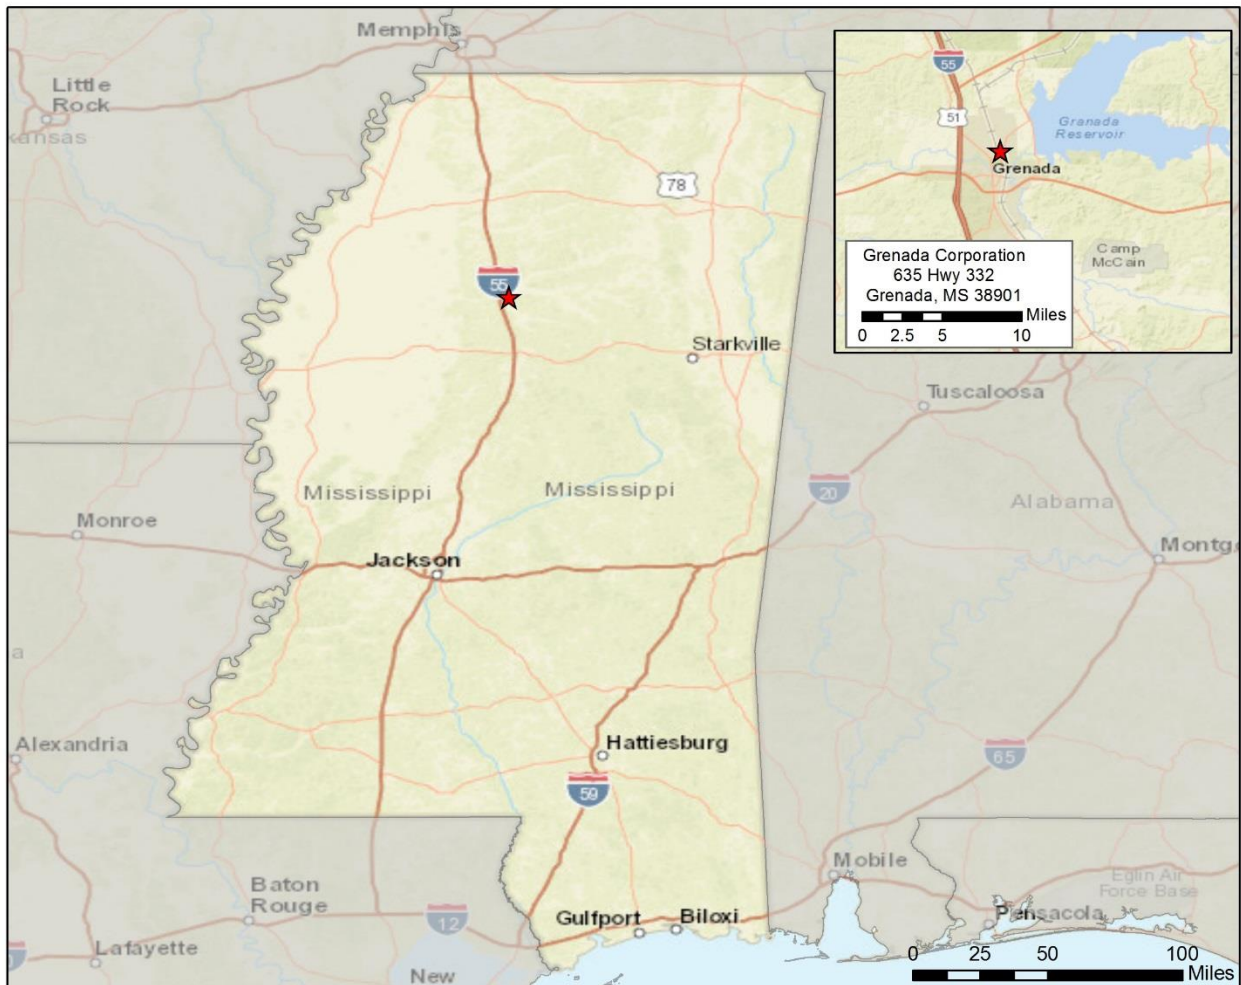 Memphis
Little
Rock
kansas
78
55
Starkville
Tuscaloosa
Mississippi
Mississippi
20
Alabama
Monroe
Jackson
Montg
a
Alexandria
Hattiesburg
59
65
Baton
Rouge
12
Lafayette
New
Gulfport
Biloxi
Mobile
Eglin Air
Force Base
Pensacola
0 25 50 100
Miles
55
51
Grenada
Reservoir
Grenada
Camp
McCain
Grenada Corporation
635 Hwy 332
Grenada, MS 38901
Miles
0 2.5 5 10